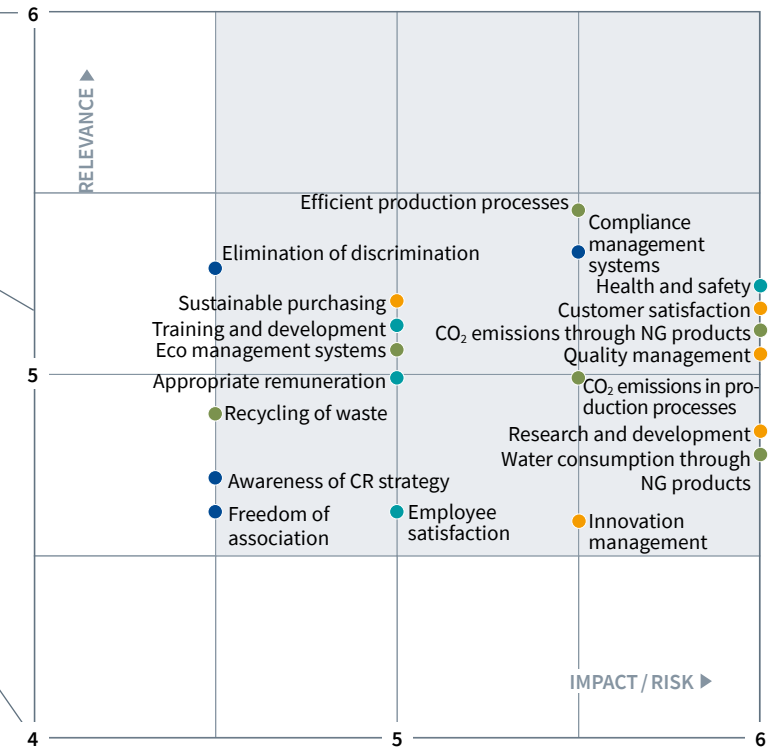 6
RELEVANCE
Efficient production processes
Compliance
management
systems
Elimination of discrimination
Health and safety
Sustainable purchasing
Customer satisfaction
Training and development
CO₂ emissions through NG products
Eco management systems
Quality management
5
Appropriate remuneration
CO₂ emissions in pro-
duction processes
Recycling of waste
Research and development
Water consumption through
NG products
Awareness of CR strategy
Freedom of
association
Employee
satisfaction
Innovation
management
IMPACT / RISK
4
5
6